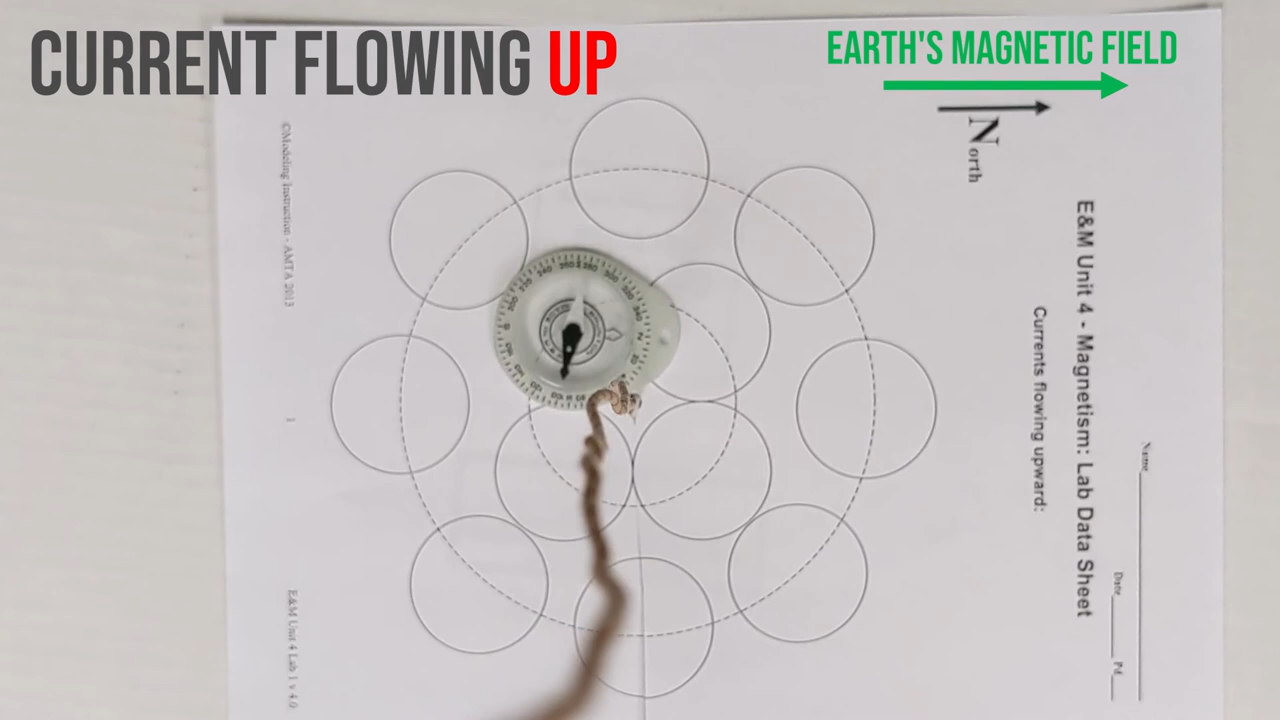 CURRENT FLOWING UP
EARTH'S MAGNETIC FIELD
North
E&M Unit 4 - Magnetism: Lab Data Sheet
Currents flowing upward:
Name
Date
Pd
©Modeling Instruction - AMTA 2013
1
E&M Unit 4 Lab 1 v 4.0